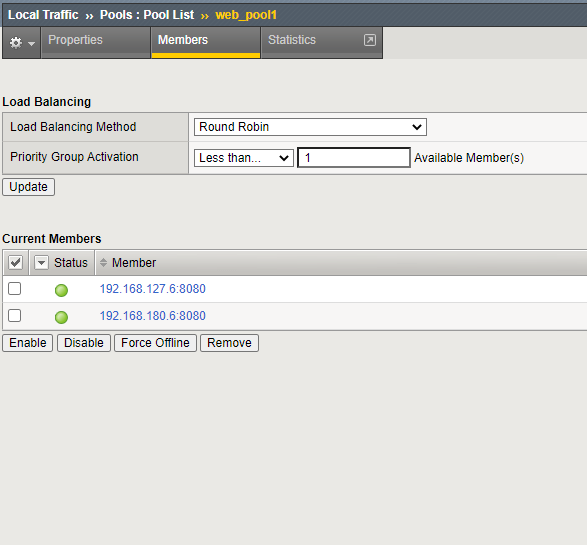 Local Traffic ›› Pools : Pool List ›› web_pool1
Properties Members Statistics
Load Balancing
Load Balancing Method Round Robin
Priority Group Activation Less than... 1 Available Member(s)
Update
Current Members
Status Member
192.168.127.6:8080
192.168.180.6:8080
Enable Disable Force Offline Remove